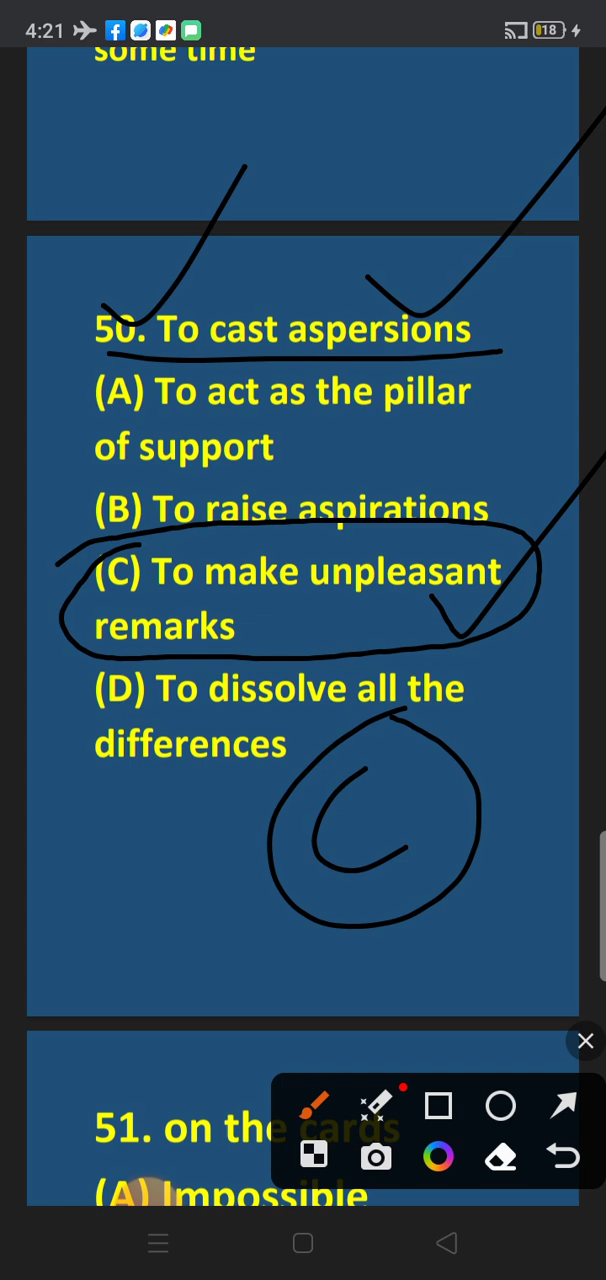 4:21
18
some time
50. To cast aspersions
(A) To act as the pillar
of support
(B) To raise aspirations
(C) To make unpleasant
remarks
(D) To dissolve all the
differences
C
51. on the cards
(A) Impossible